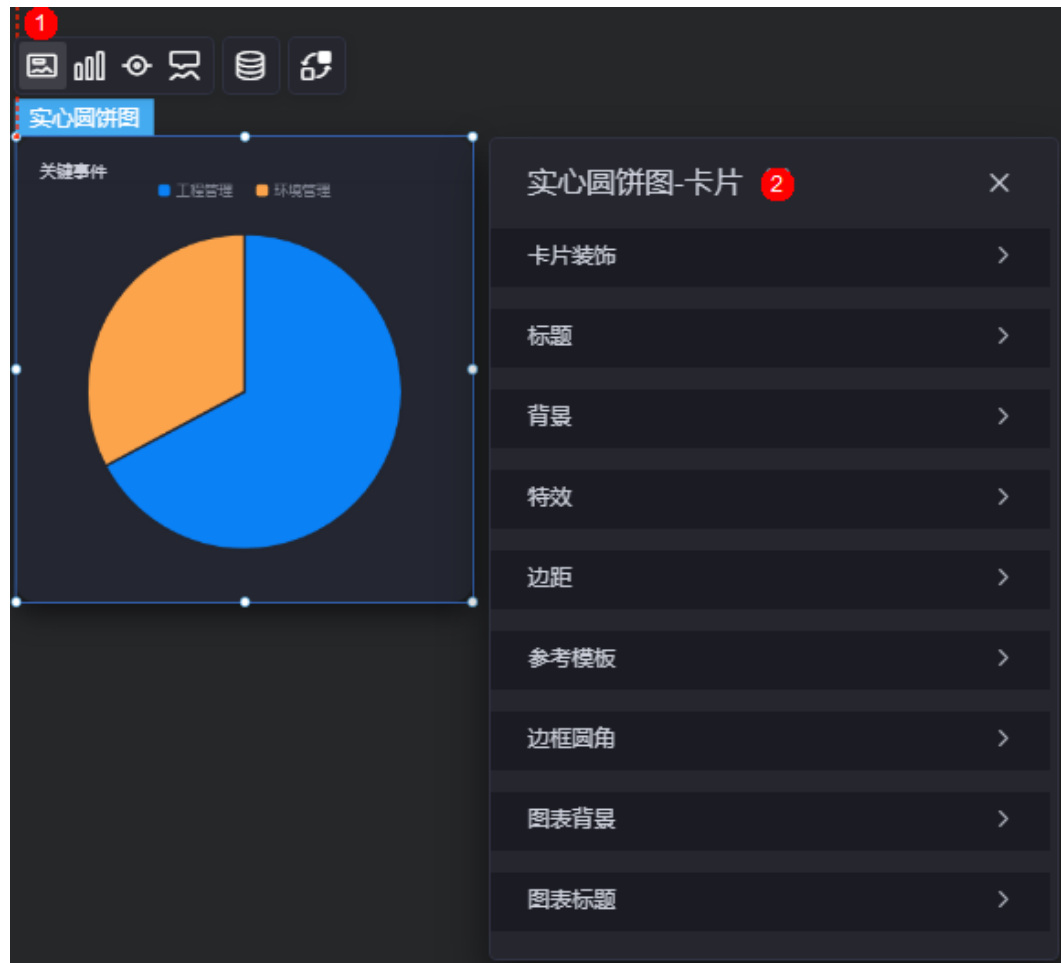 1
实心圆饼图
关键事件
工程管理 环境管理
实心圆饼图-卡片 2
卡片装饰
标题
背景
特效
边距
参考模板
边框圆角
图表背景
图表标题